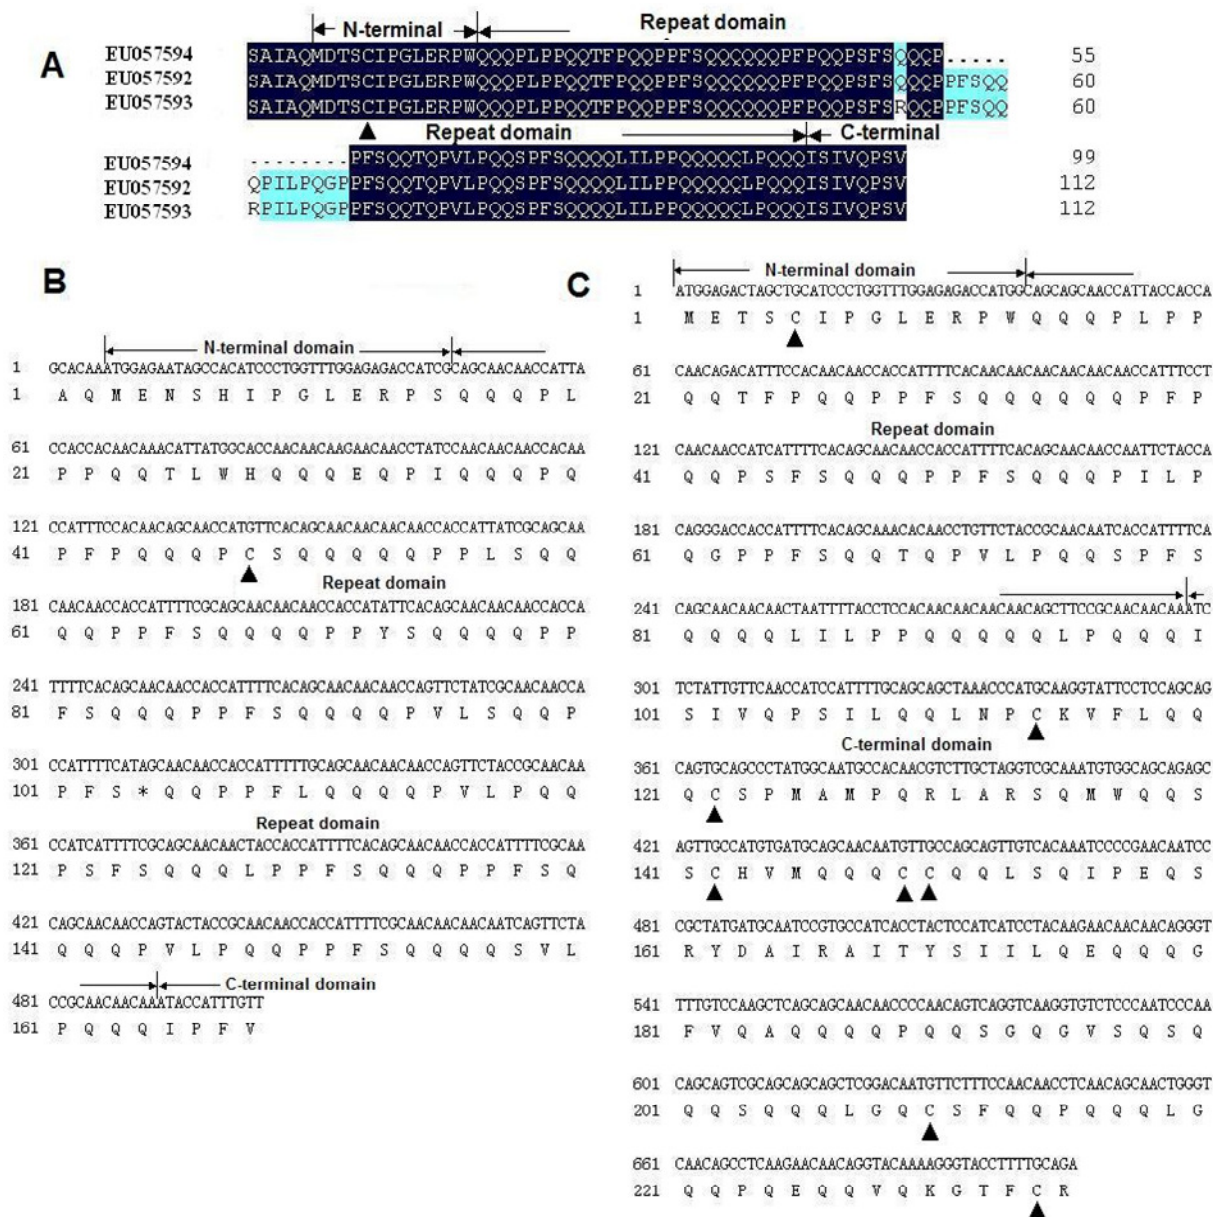 A
N-terminal
Repeat domain
EU057594 SAIAQMDTSCIPGLERPWQQQPLPPQQTFPQQPPFSQQCQQQPFPQQPSFSQQQP----- 55
EU057592 SAIAQMDTSCIPGLERPWQQQPLPPQQTFPQQPPFSQQQQQQPFPQQPSFSQQQPPFSQQ 60
EU057593 SAIAQMDTSCIPGLERPWQQQPLPPQQTFPQQPPFSQQQQQQPFPQQPSFSRQQPPFSQQ 60
Repeat domain
C-terminal
EU057594 --------PFSQQTQPVLPQQSPFSQQQQLILPPQQQQCLPQQQISIVQPSV 99
EU057592 QPILPQGPPFSQQTQPVLPQQSPFSQQQQLILPPQQQQCLPQQQISIVQPSV 112
EU057593 RPILPQGPPFSQQTQPVLPQQSPFSQQQQLILPPQQQQCLPQQQISIVQPSV 112
B
N-terminal domain
1 GCACAAATGGAGAATAGCCACATCCCTGGTTTGGAGAGACCATCGCAGCAACAACCATTA
1 A Q M E N S H I P G L E R P S Q Q Q P L
61 CCACCACAACAAACATTATGGCACCAACAACAAGAACAACCTATCCAACAACAACCACAA
21 P P Q Q T L W H Q Q Q E Q P I Q Q Q P Q
121 CCATTTCCACAACAGCAACCATGTTCACAGCAACAACAACAACCACCATTATCGCAGCAA
41 P F P Q Q Q P C S Q Q Q Q Q P P L S Q Q
Repeat domain
181 CAACAACCACCATTTTCGCAGCAACAACAACCACCATATTCACAGCAACAACAACCACCA
61 Q Q P P F S Q Q Q Q P P Y S Q Q Q Q P P
241 TTTTCACAGCAACAACCACCATTTTCACAGCAACAACAACCAGTTCTATCGCAACAACCA
81 F S Q Q Q P P F S Q Q Q Q P V L S Q Q P
301 CCATTTTCATAGCAACAACCACCATTTTTGCAGCAACAACAACCAGTTCTACCGCAACAA
101 P F S * Q Q P P F L Q Q Q Q P V L P Q Q
Repeat domain
361 CCATCATTTTCGCAGCAACAACTACCACCATTTTCACAGCAACAACCACCATTTTCGCAA
121 P S F S Q Q Q L P P F S Q Q Q P P F S Q
421 CAGCAACAACCAGTACTACCGCAACAACCACCATTTTCGCAACAACAACAATCAGTTCTA
141 Q Q Q P V L P Q Q P P F S Q Q Q Q S V L
C-terminal domain
481 CCGCAACAACAAATACCATTTGTT
161 P Q Q Q I P F V
C
N-terminal domain
1 ATGGAGACTAGCTGCATCCCTGGTTTGGAGAGACCATGGCAGCAGCAACCATTACCACCA
1 M E T S C I P G L E R P W Q Q Q P L P P
61 CAACAGACATTTCCACAACAACCACCATTTTCACAACAACAACAACAACAACCATTTCCT
21 Q Q T F P Q Q P P F S Q Q Q Q Q Q P F P
Repeat domain
121 CAACAACCATCATTTTCACAGCAACAACCACCATTTTCACAGCAACAACCAATTCTACCA
41 Q Q P S F S Q Q Q P P F S Q Q Q P I L P
181 CAGGGACCACCATTTTCACAGCAAACACAACCTGTTCTACCGCAACAATCACCATTTTCA
61 Q G P P F S Q Q T Q P V L P Q Q S P F S
241 CAGCAACAACAACTAATTTTACCTCCACAACAACAACAACAGCTTCCGCAACAACAAATC
81 Q Q Q Q L I L P P Q Q Q Q Q L P Q Q Q I
301 TCTATTGTTCAACCATCCATTTTGCAGCAGCTAAACCCATGCAAGGTATTCCTCCAGCAG
101 S I V Q P S I L Q Q L N P C K V F L Q Q
C-terminal domain
361 CAGTGCAGCCCTATGGCAATGCCACAACGTCTTGCTAGGTCGCAAATGTGGCAGCAGAGC
121 Q C S P M A M P Q R L A R S Q M W Q Q S
421 AGTTGCCATGTGATGCAGCAACAATGTTGCCAGCAGTTGTCACAAATCCCCGAACAATCC
141 S C H V M Q Q Q C C Q Q L S Q I P E Q S
481 CGCTATGATGCAATCCGTGCCATCACCTACTCCATCATCCTACAAGAACAACAACAGGGT
161 R Y D A I R A I T Y S I I L Q E Q Q Q G
541 TTTGTCCAAGCTCAGCAGCAACAACCCCAACAGTCAGGTCAAGGTGTCTCCCAATCCCAA
181 F V Q A Q Q Q Q P Q Q S G Q G V S Q S Q
601 CAGCAGTCGCAGCAGCAGCTCGGACAATGTTCTTTCCAACAACCTCAACAGCAACTGGGT
201 Q Q S Q Q Q L G Q C S F Q Q P Q Q Q L G
661 CAACAGCCTCAAGAACAACAGGTACAAAAGGGTACCTTTTGCAGA
221 Q Q P Q E Q Q V Q K G T F C R